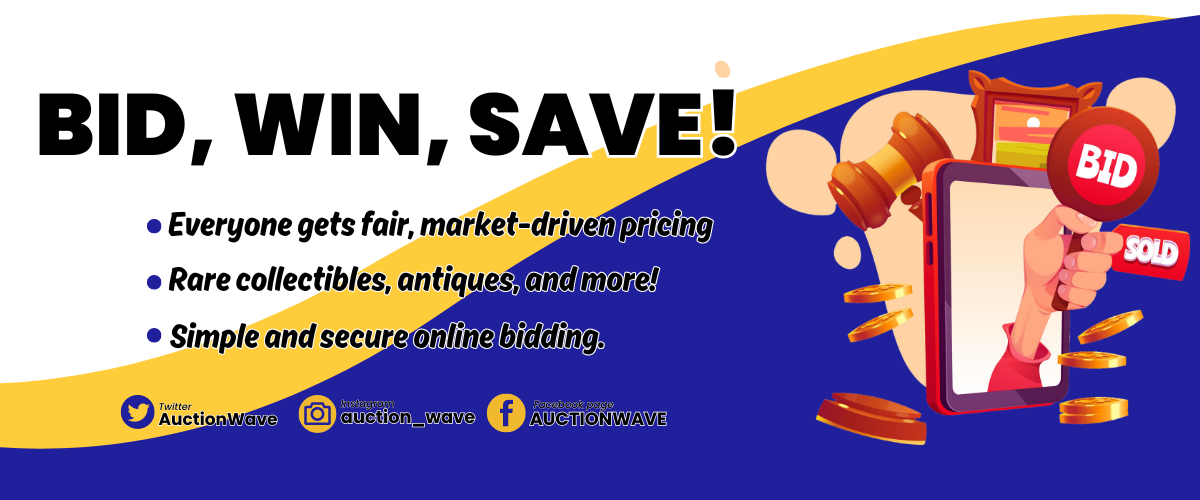 BID, WIN, SAVE!
Everyone gets fair, market-driven pricing
Rare collectibles, antiques, and more!
Simple and secure online bidding.
Twitter
AuctionWave
Instagram
auction_wave
Facebook page
AUCTIONWAVE
BID
SOLD